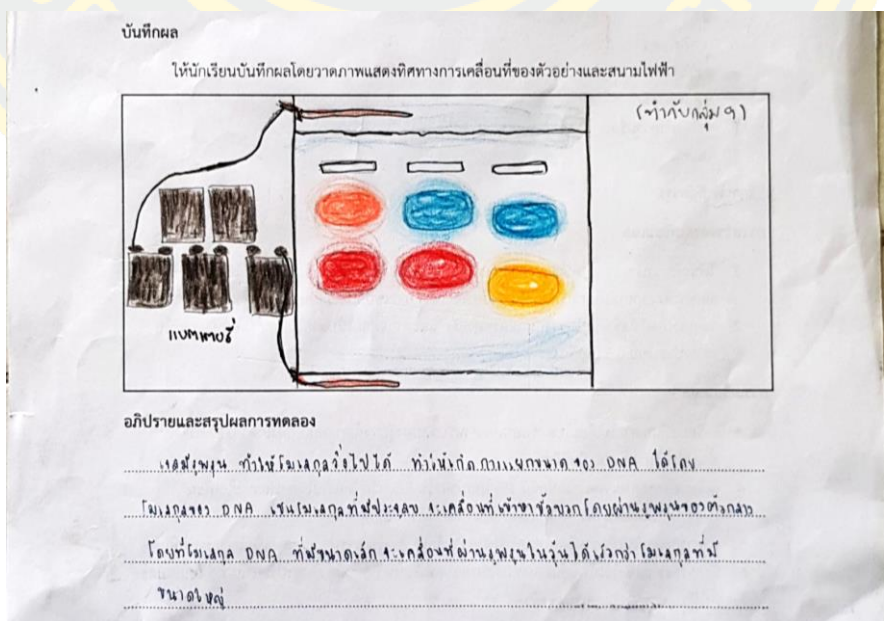 บันทึกผล
ให้นักเรียนบันทึกผลโดยวาดภาพแสดงทิศทางการเคลื่อนที่ของตัวอย่างและสนามไฟฟ้า
(ทำกับกลุ่ม 9)
แบตเตอรี่
อภิปรายและสรุปผลการทดลอง
เจลมีรูพรุน ทำให้โมเลกุลวิ่งไปได้ ทำให้เกิดการแยกขนาดของ DNA ได้โดย
โมเลกุลของ DNA เป็นโมเลกุลที่มีประจุลบ จะเคลื่อนที่เข้าหาขั้วบวกโดยผ่านรูพรุนของตัวกลาง
โดยที่โมเลกุล DNA ที่มีขนาดเล็ก จะเคลื่อนที่ผ่านรูพรุนในวุ้นได้เร็วกว่าโมเลกุลที่มี
ขนาดใหญ่